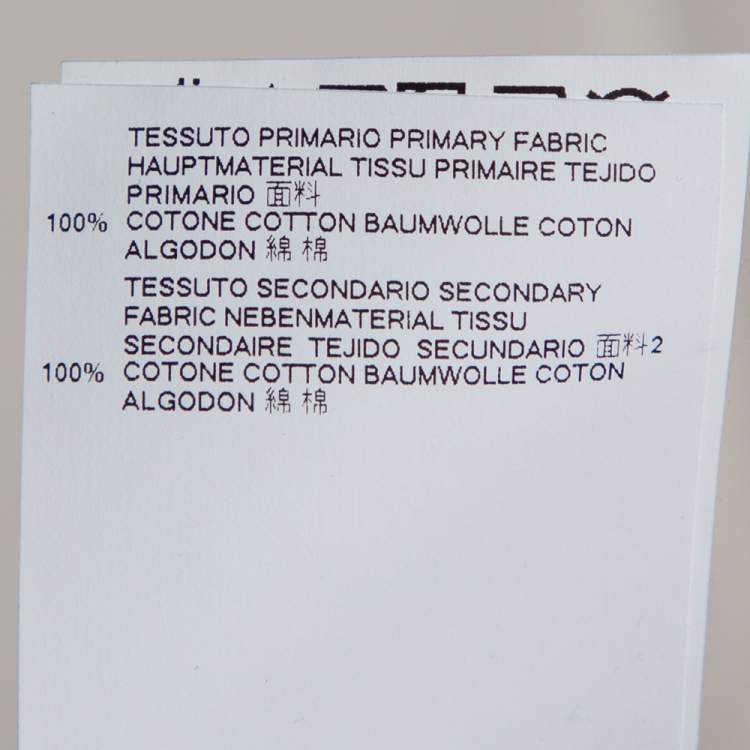 TESSUTO PRIMARIO PRIMARY FABRIC
HAUPTMATERIAL TISSU PRIMAIRE TEJIDO
PRIMARIO 面料
100% COTONE COTTON BAUMWOLLE COTON
ALGODON 綿 棉
TESSUTO SECONDARIO SECONDARY
FABRIC NEBENMATERIAL TISSU
SECONDAIRE TEJIDO SECUNDARIO 面料2
100% COTONE COTTON BAUMWOLLE COTON
ALGODON 綿 棉